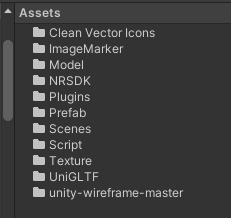 Assets
Clean Vector Icons
ImageMarker
Model
NRSDK
Plugins
Prefab
Scenes
Script
Texture
UniGLTF
unity-wireframe-master